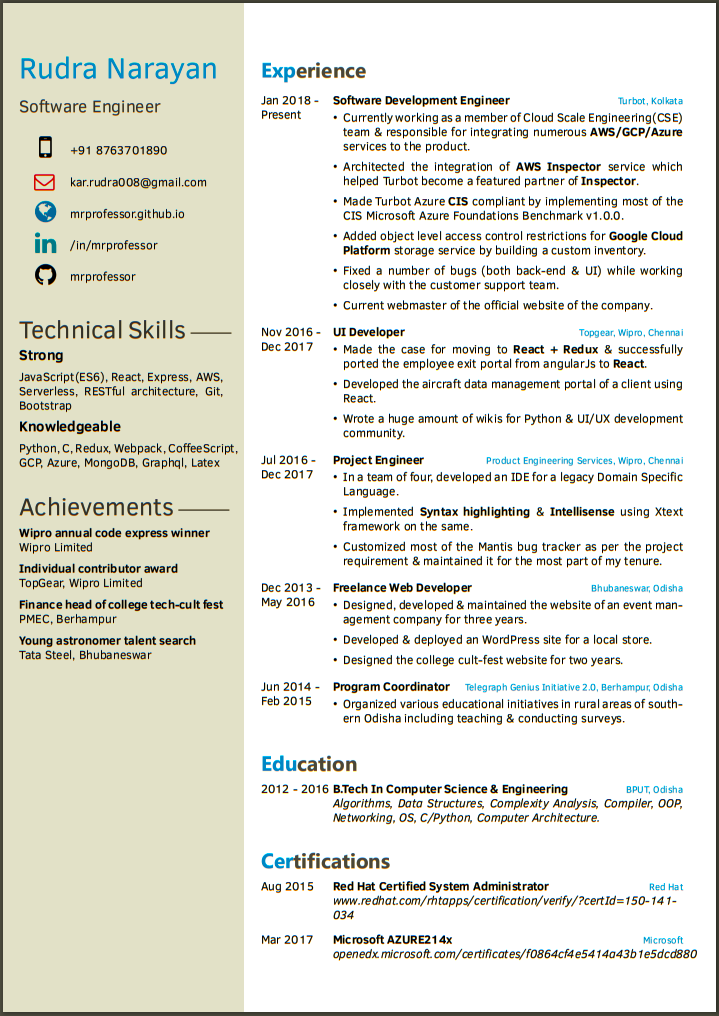 Rudra Narayan
Software Engineer
+91 8763701890
kar.rudra008@gmail.com
mrprofessor.github.io
/in/mrprofessor
mrprofessor
Technical Skills
Strong
JavaScript(ES6), React, Express, AWS,
Serverless, RESTful architecture, Git,
Bootstrap
Knowledgeable
Python, C, Redux, Webpack, CoffeeScript,
GCP, Azure, MongoDB, Graphql, Latex
Achievements
Wipro annual code express winner
Wipro Limited
Individual contributor award
TopGear, Wipro Limited
Finance head of college tech-cult fest
PMEC, Berhampur
Young astronomer talent search
Tata Steel, Bhubaneswar
Experience
Jan 2018 - Software Development Engineer Turbot, Kolkata
Present
• Currently working as a member of Cloud Scale Engineering(CSE)
team & responsible for integrating numerous AWS/GCP/Azure
services to the product.
• Architected the integration of AWS Inspector service which
helped Turbot become a featured partner of Inspector.
• Made Turbot Azure CIS compliant by implementing most of the
CIS Microsoft Azure Foundations Benchmark v1.0.0.
• Added object level access control restrictions for Google Cloud
Platform storage service by building a custom inventory.
• Fixed a number of bugs (both back-end & UI) while working
closely with the customer support team.
• Current webmaster of the official website of the company.
Nov 2016 - UI Developer Topgear, Wipro, Chennai
Dec 2017
• Made the case for moving to React + Redux & successfully
ported the employee exit portal from angularJs to React.
• Developed the aircraft data management portal of a client using
React.
• Wrote a huge amount of wikis for Python & UI/UX development
community.
Jul 2016 - Project Engineer Product Engineering Services, Wipro, Chennai
Dec 2017
• In a team of four, developed an IDE for a legacy Domain Specific
Language.
• Implemented Syntax highlighting & Intellisense using Xtext
framework on the same.
• Customized most of the Mantis bug tracker as per the project
requirement & maintained it for the most part of my tenure.
Dec 2013 - Freelance Web Developer Bhubaneswar, Odisha
May 2016
• Designed, developed & maintained the website of an event man-
agement company for three years.
• Developed & deployed an WordPress site for a local store.
• Designed the college cult-fest website for two years.
Jun 2014 - Program Coordinator Telegraph Genius Initiative 2.0, Berhampur, Odisha
Feb 2015
• Organized various educational initiatives in rural areas of south-
ern Odisha including teaching & conducting surveys.
Education
2012 - 2016 B.Tech In Computer Science & Engineering BPUT, Odisha
Algorithms, Data Structures, Complexity Analysis, Compiler, OOP,
Networking, OS, C/Python, Computer Architecture.
Certifications
Aug 2015 Red Hat Certified System Administrator Red Hat
www.redhat.com/rhtapps/certification/verify/?certId=150-141-
034
Mar 2017 Microsoft AZURE214x Microsoft
openedx.microsoft.com/certificates/f0864cf4e5414a43b1e5dcd880